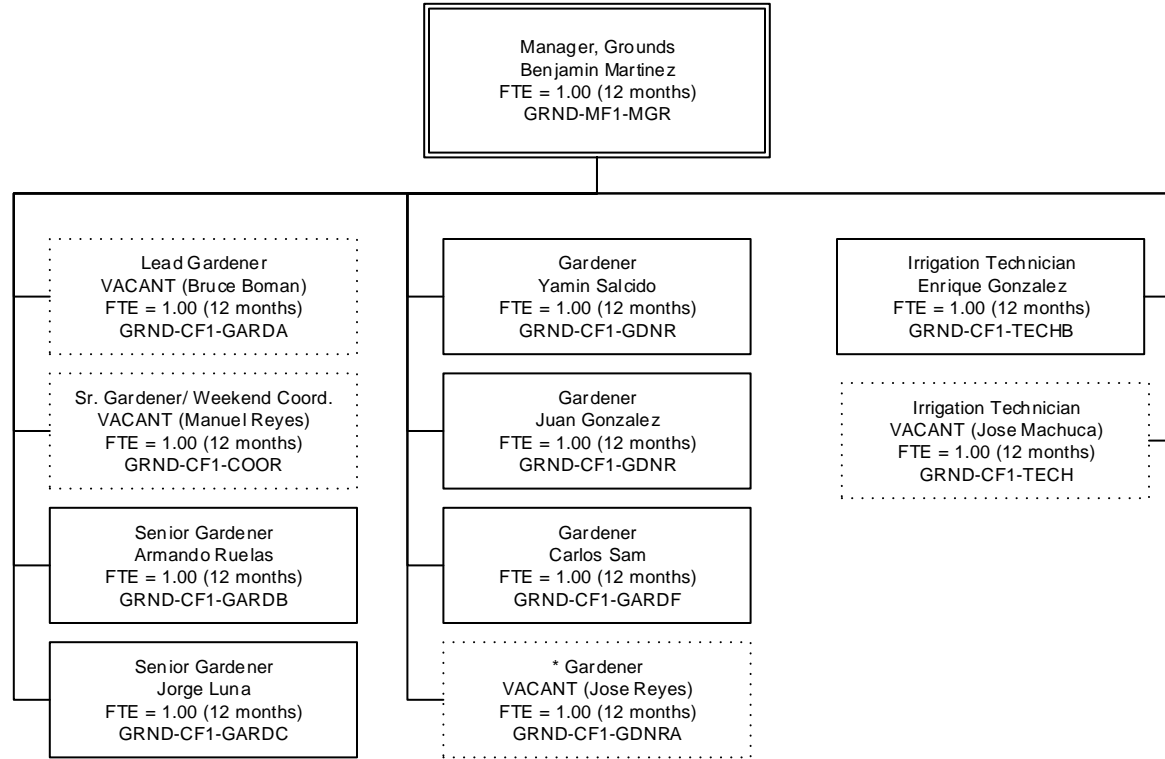 Manager, Grounds
Benjamin Martinez
FTE = 1.00 (12 months)
GRND-MF1-MGR
Lead Gardener
VACANT (Bruce Boman)
FTE = 1.00 (12 months)
GRND-CF1-GARDA
Sr. Gardener/ Weekend Coord.
VACANT (Manuel Reyes)
FTE = 1.00 (12 months)
GRND-CF1-COOR
Senior Gardener
Armando Ruelas
FTE = 1.00 (12 months)
GRND-CF1-GARDB
Senior Gardener
Jorge Luna
FTE = 1.00 (12 months)
GRND-CF1-GARDC
Gardener
Yamin Salcido
FTE = 1.00 (12 months)
GRND-CF1-GDNR
Gardener
Juan Gonzalez
FTE = 1.00 (12 months)
GRND-CF1-GDNR
Gardener
Carlos Sam
FTE = 1.00 (12 months)
GRND-CF1-GARDF
* Gardener
VACANT (Jose Reyes)
FTE = 1.00 (12 months)
GRND-CF1-GDNRA
Irrigation Technician
Enrique Gonzalez
FTE = 1.00 (12 months)
GRND-CF1-TECHB
Irrigation Technician
VACANT (Jose Machuca)
FTE = 1.00 (12 months)
GRND-CF1-TECH